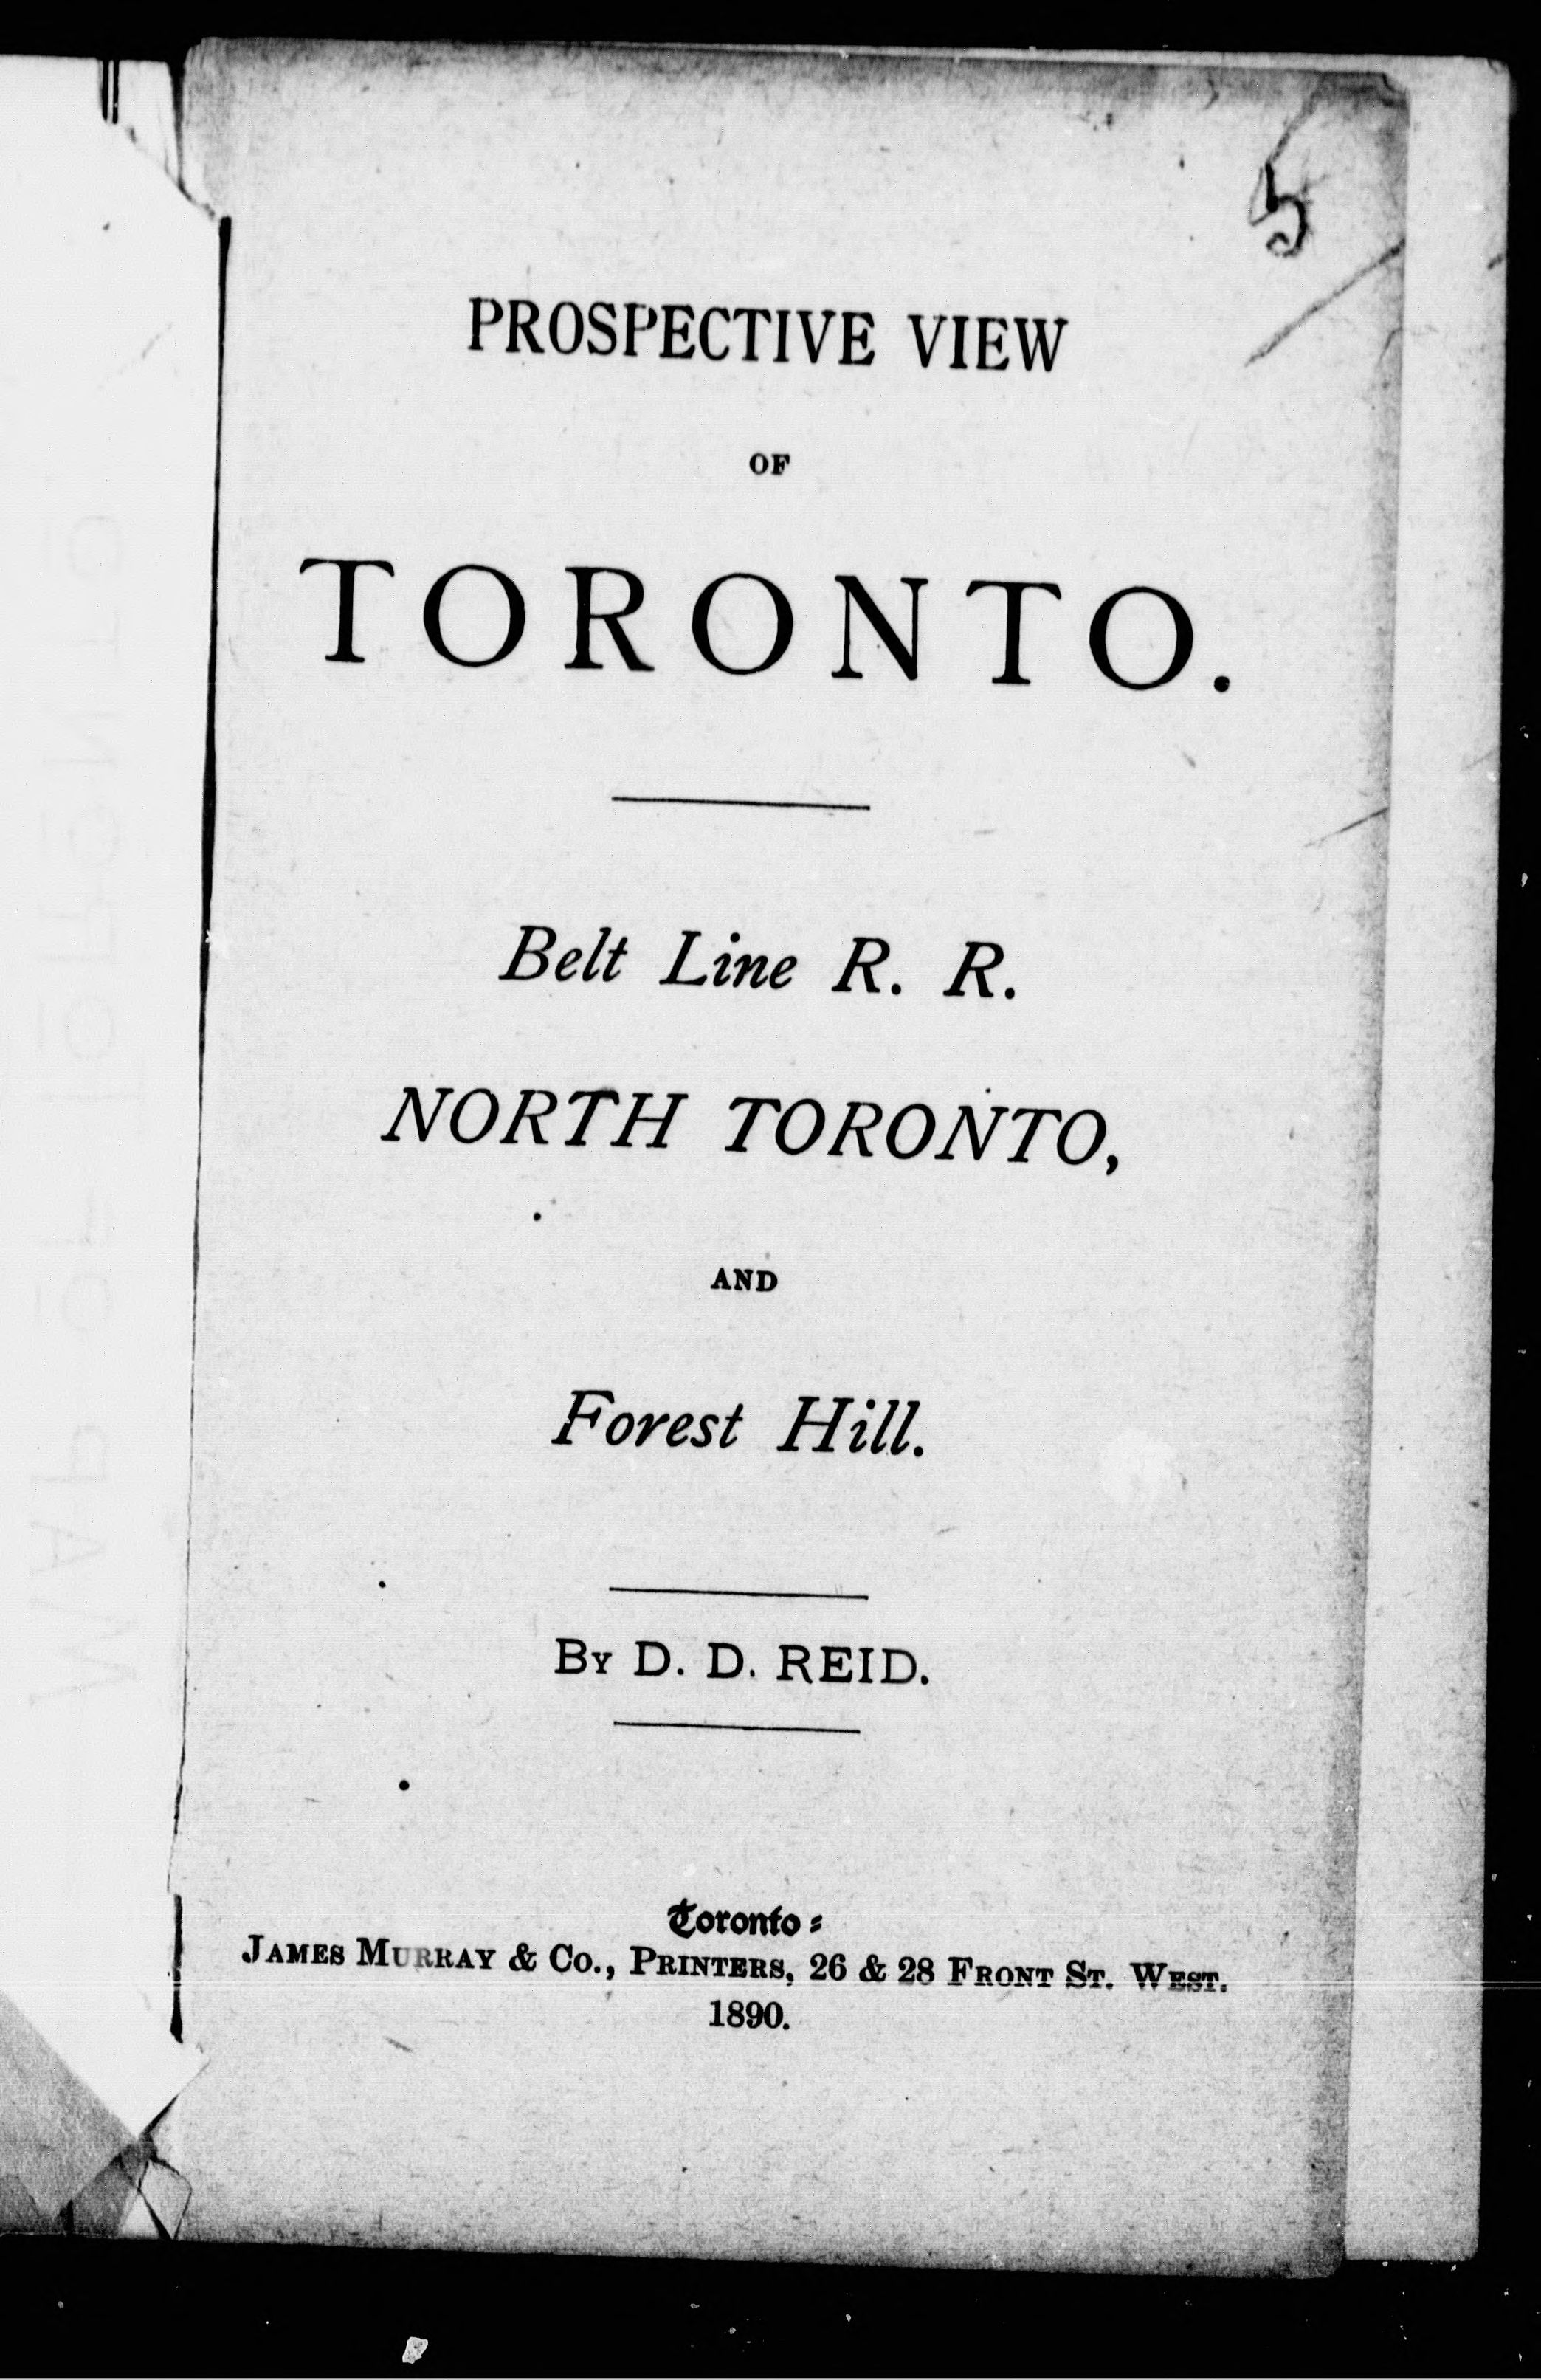 5
PROSPECTIVE VIEW
OF
TORONTO.
Belt Line R. R.
NORTH TORONTO,
AND
Forest Hill.
By D. D. REID.
Toronto:
JAMES MURRAY & CO., PRINTERS, 26 & 28 FRONT ST. WEST.
1890.